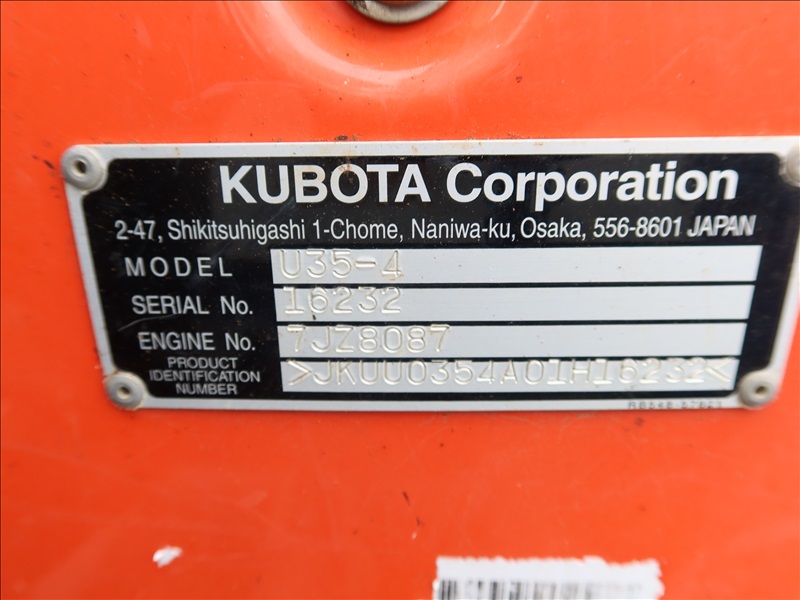 KUBOTA Corporation
2-47, Shikitsuhigashi 1-Chome, Naniwa-ku, Osaka, 556-8601 JAPAN
MODEL U35-4
SERIAL No. 16232
ENGINE No. 7JZ8087
PRODUCT
IDENTIFICATION >JKUU0354A01H16232<
NUMBER